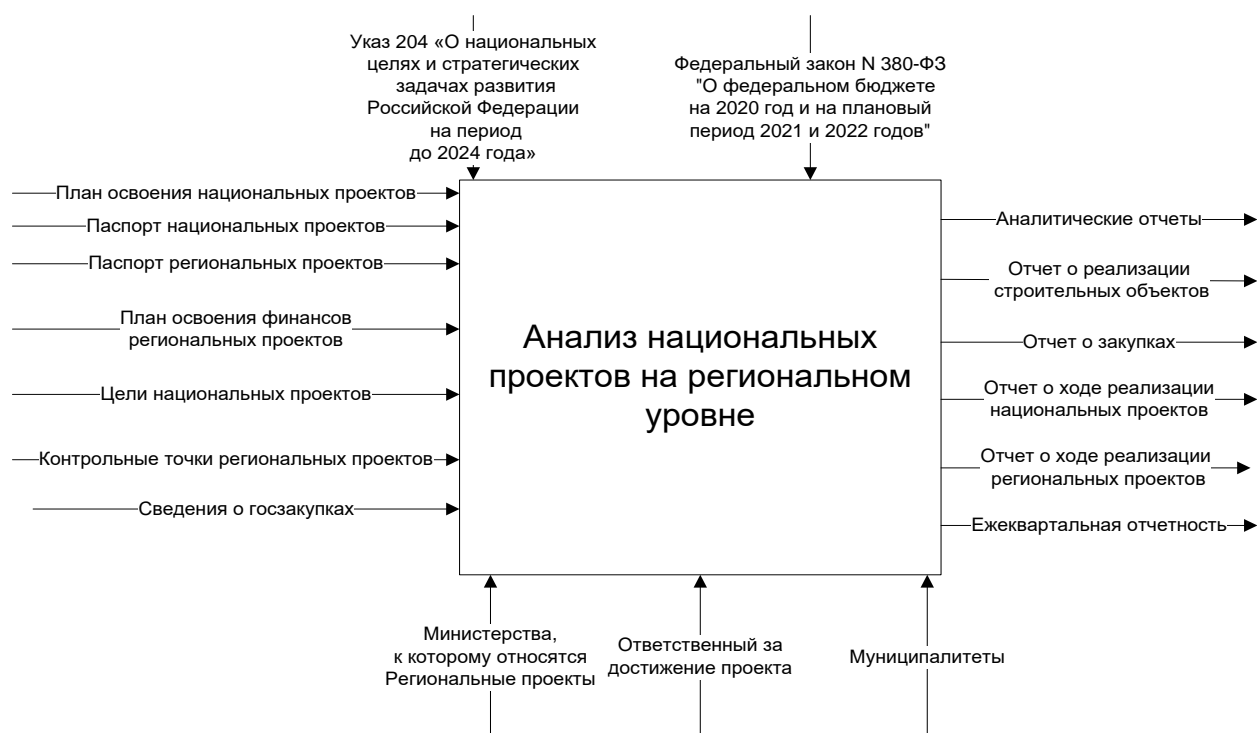 Указ 204 «О национальных
целях и стратегических
задачах развития
Российской Федерации
на период
до 2024 года»
Федеральный закон N 380-ФЗ
"О федеральном бюджете
на 2020 год и на плановый
период 2021 и 2022 годов"
План освоения национальных проектов
Паспорт национальных проектов
Паспорт региональных проектов
План освоения финансов
региональных проектов
Цели национальных проектов
Контрольные точки региональных проектов
Сведения о госзакупках
Анализ национальных
проектов на региональном
уровне
Аналитические отчеты
Отчет о реализации
строительных объектов
Отчет о закупках
Отчет о ходе реализации
национальных проектов
Отчет о ходе реализации
региональных проектов
Ежеквартальная отчетность
Министерства,
к которому относятся
Региональные проекты
Ответственный за
достижение проекта
Муниципалитеты